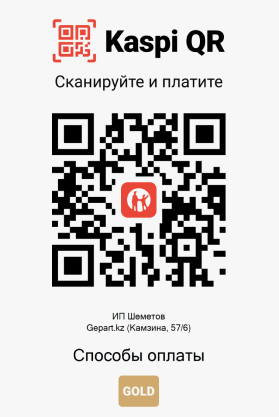 Kaspi QR
Сканируйте и платите
ИП Шеметов
Gepart.kz (Камзина, 57/6)
Способы оплаты
GOLD